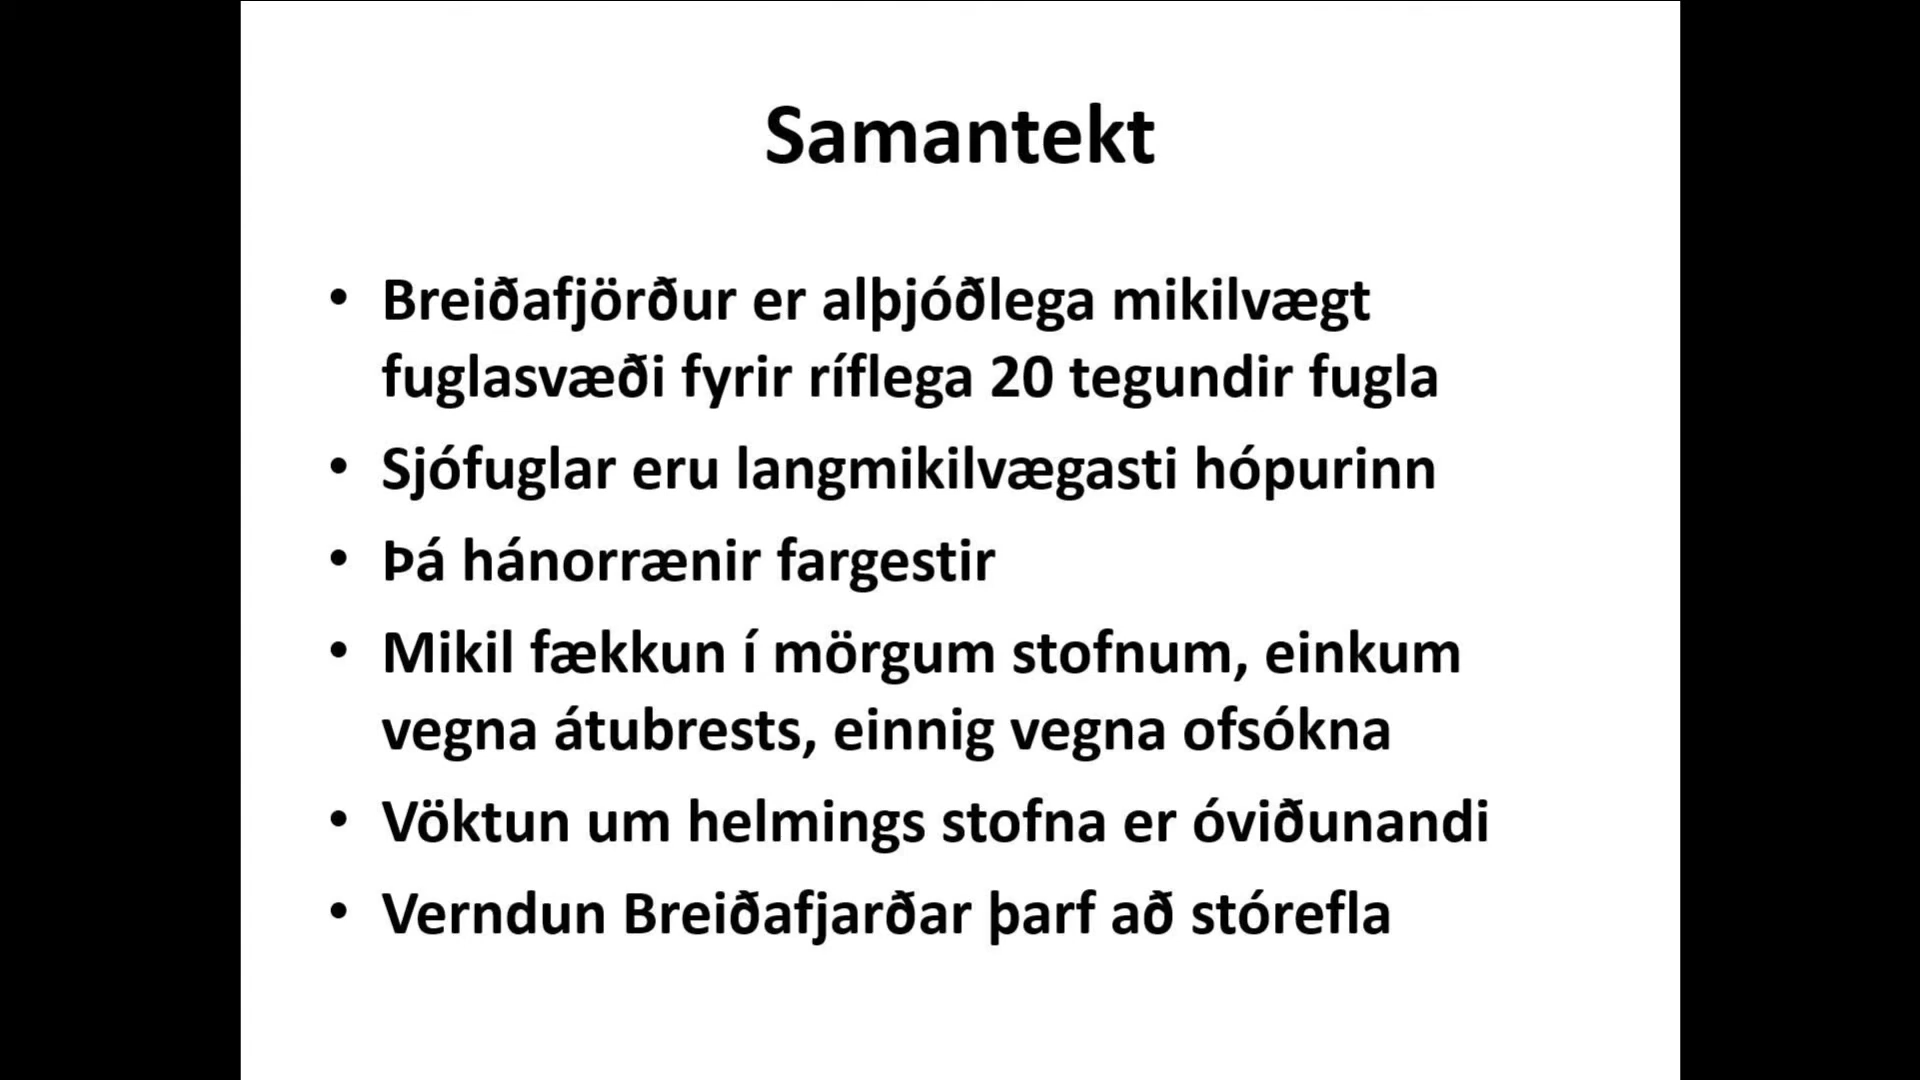 Samantekt
• Breiðafjörður er alþjóðlega mikilvægt
fuglasvæði fyrir ríflega 20 tegundir fugla
• Sjófuglar eru langmikilvægasti hópurinn
• Þá hánorrænir fargestir
• Mikil fækkun í mörgum stofnum, einkum
vegna átubrests, einnig vegna ofsókna
• Vöktun um helmings stofna er óviðunandi
• Verndun Breiðafjarðar þarf að stórefla